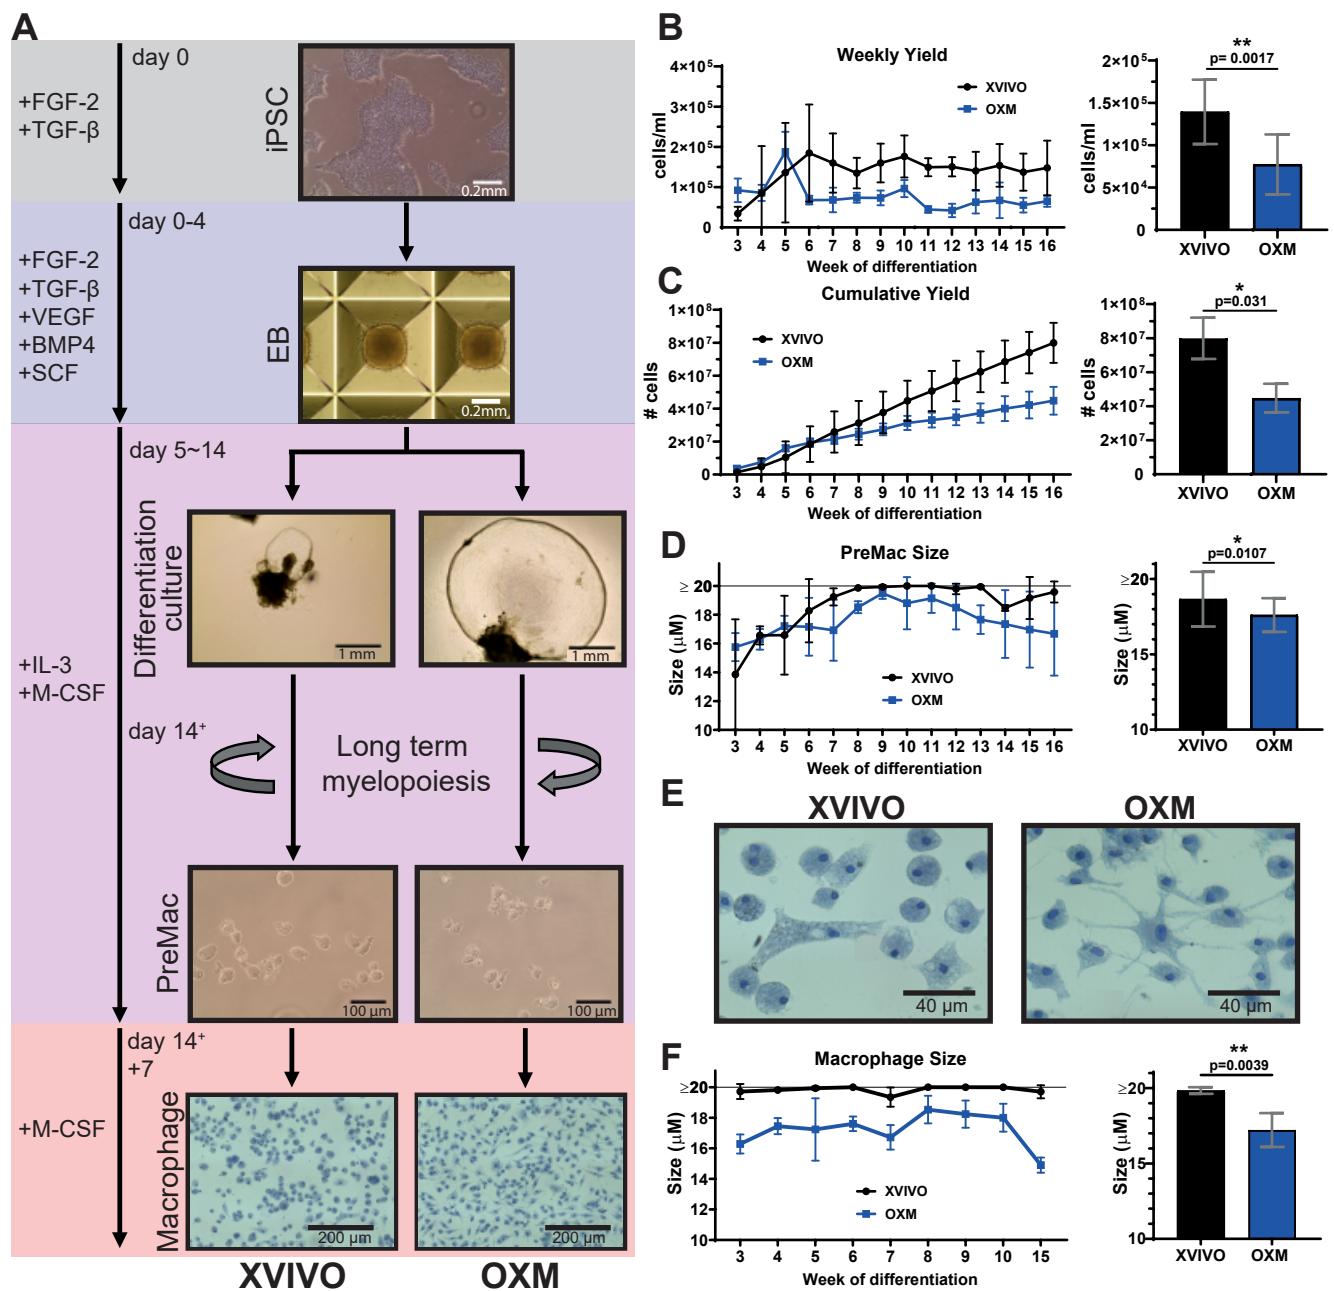 A
day 0
+FGF-2
+TGF-β
iPSC
0.2mm
day 0-4
+FGF-2
+TGF-β
+VEGF
+BMP4
+SCF
EB
0.2mm
day 5~14
Differentiation
culture
1 mm
1 mm
+IL-3
+M-CSF
day 14+
Long term
myelopoiesis
PreMac
100 µm
100 µm
day 14+
+7
+M-CSF
Macrophage
200 µm
200 µm
XVIVO
OXM
B
Weekly Yield
cells/ml
4×10⁵
3×10⁵
2×10⁵
1×10⁵
0
XVIVO
OXM
3 4 5 6 7 8 9 10 11 12 13 14 15 16
Week of differentiation
**
p= 0.0017
cells/ml
2×10⁵
1.5×10⁵
1×10⁵
5×10⁴
0
XVIVO OXM
C
Cumulative Yield
# cells
1×10⁸
8×10⁷
6×10⁷
4×10⁷
2×10⁷
0
XVIVO
OXM
3 4 5 6 7 8 9 10 11 12 13 14 15 16
Week of differentiation
*
p=0.031
# cells
1×10⁸
8×10⁷
6×10⁷
4×10⁷
2×10⁷
0
XVIVO OXM
D
PreMac Size
Size (µM)
≥ 20
18
16
14
12
10
XVIVO
OXM
3 4 5 6 7 8 9 10 11 12 13 14 15 16
Week of differentiation
*
p=0.0107
Size (µM)
≥20
15
10
XVIVO OXM
E
XVIVO
OXM
40 µm
40 µm
F
Macrophage Size
Size (µM)
≥20
18
16
14
12
10
XVIVO
OXM
3 4 5 6 7 8 9 10 15
Week of differentiation
**
p=0.0039
Size (µM)
≥20
15
10
XVIVO OXM